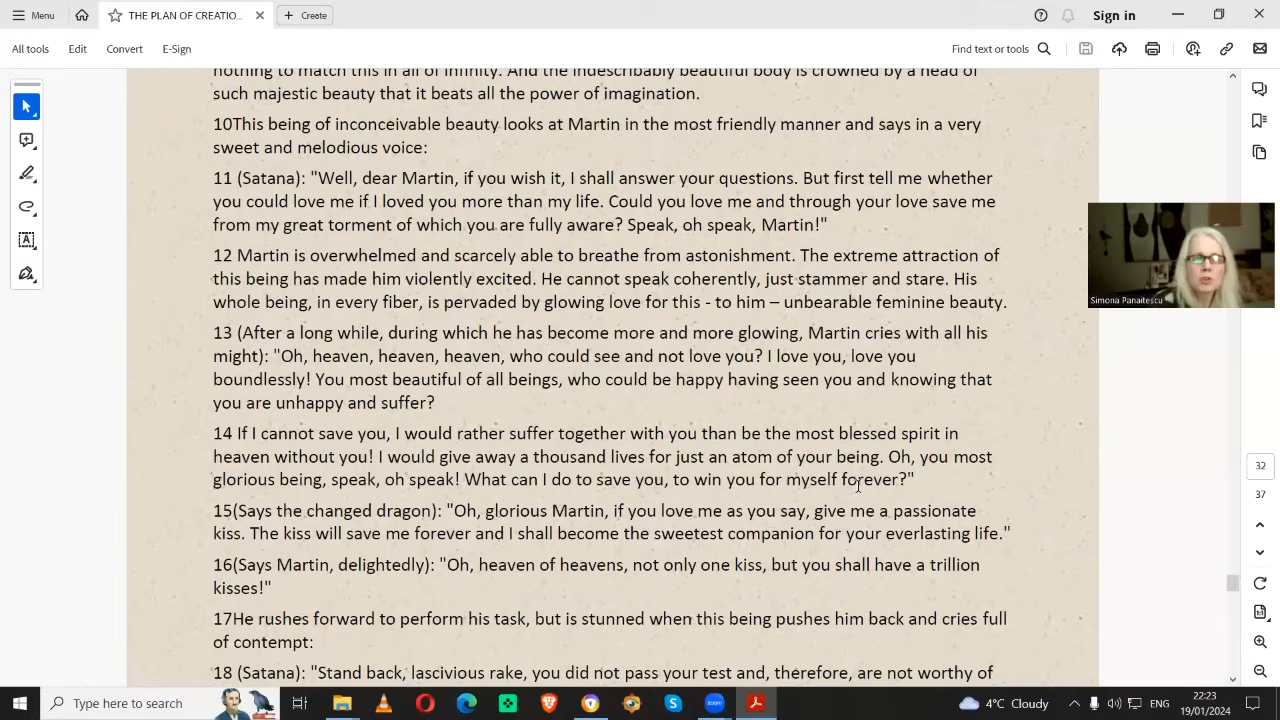 Menu
THE PLAN OF CREATIO...
Create
Sign in
All tools
Edit
Convert
E-Sign
Find text or tools
nothing to match this in all of infinity. And the indescribably beautiful body is crowned by a head of
such majestic beauty that it beats all the power of imagination.
10This being of inconceivable beauty looks at Martin in the most friendly manner and says in a very
sweet and melodious voice:
11 (Satana): "Well, dear Martin, if you wish it, I shall answer your questions. But first tell me whether
you could love me if I loved you more than my life. Could you love me and through your love save me
from my great torment of which you are fully aware? Speak, oh speak, Martin!"
12 Martin is overwhelmed and scarcely able to breathe from astonishment. The extreme attraction of
this being has made him violently excited. He cannot speak coherently, just stammer and stare. His
whole being, in every fiber, is pervaded by glowing love for this - to him – unbearable feminine beauty.
13 (After a long while, during which he has become more and more glowing, Martin cries with all his
might): "Oh, heaven, heaven, heaven, who could see and not love you? I love you, love you
boundlessly! You most beautiful of all beings, who could be happy having seen you and knowing that
you are unhappy and suffer?
14 If I cannot save you, I would rather suffer together with you than be the most blessed spirit in
heaven without you! I would give away a thousand lives for just an atom of your being. Oh, you most
glorious being, speak, oh speak! What can I do to save you, to win you for myself forever?"
15(Says the changed dragon): "Oh, glorious Martin, if you love me as you say, give me a passionate
kiss. The kiss will save me forever and I shall become the sweetest companion for your everlasting life."
16(Says Martin, delightedly): "Oh, heaven of heavens, not only one kiss, but you shall have a trillion
kisses!"
17He rushes forward to perform his task, but is stunned when this being pushes him back and cries full
of contempt:
18 (Satana): "Stand back, lascivious rake, you did not pass your test and, therefore, are not worthy of
Simona Panaitescu
32
37
Type here to search
zoom
4°C Cloudy
ENG
22:23
19/01/2024